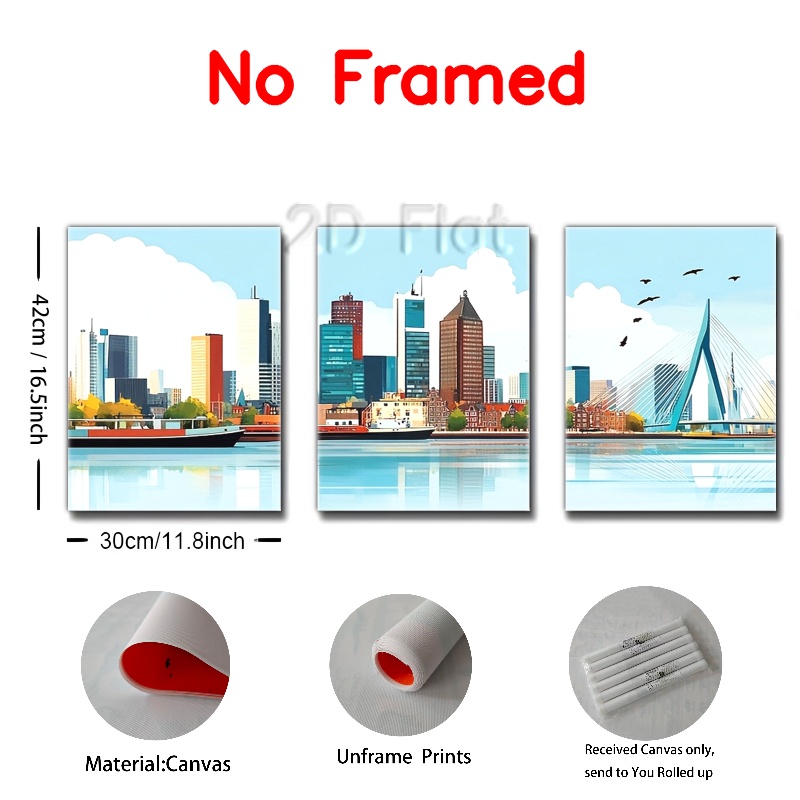 No Framed
2D Flat
42cm / 16.5inch
30cm/11.8inch
Material:Canvas
Unframe Prints
Received Canvas only,
send to You Rolled up